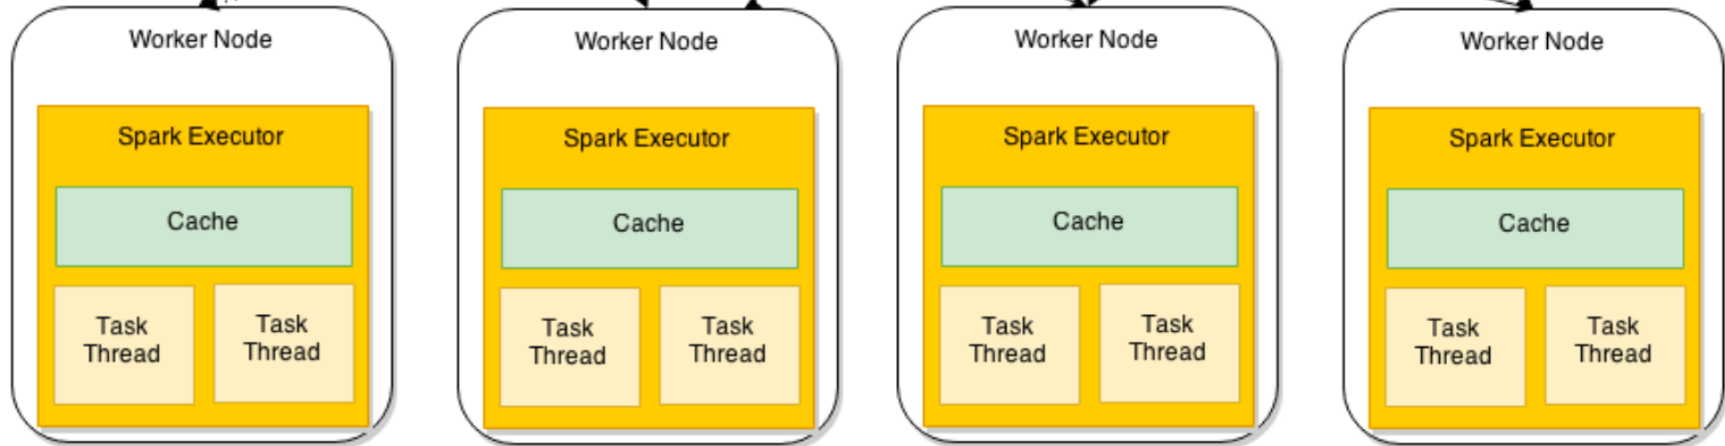 Worker Node
Spark Executor
Cache
Task
Thread
Task
Thread
Worker Node
Spark Executor
Cache
Task
Thread
Task
Thread
Worker Node
Spark Executor
Cache
Task
Thread
Task
Thread
Worker Node
Spark Executor
Cache
Task
Thread
Task
Thread